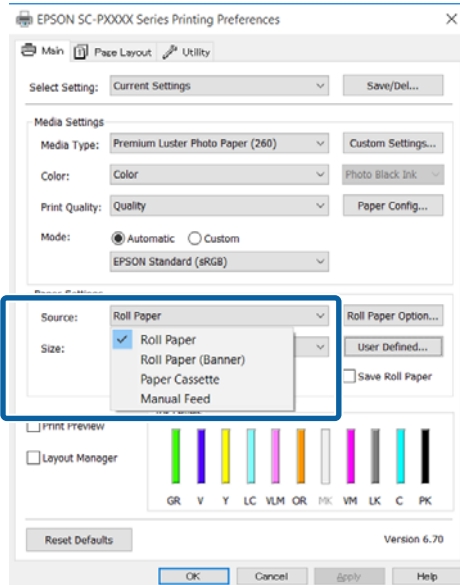 EPSON SC-PXXXX Series Printing Preferences
Main Page Layout Utility
Select Setting: Current Settings Save/Del...
Media Settings
Media Type: Premium Luster Photo Paper (260) Custom Settings...
Color: Color Photo Black Ink
Print Quality: Quality Paper Config...
Mode: Automatic Custom
EPSON Standard (sRGB)
Paper Settings
Source: Roll Paper Roll Paper Option...
Roll Paper
Size: User Defined...
Roll Paper (Banner)
Paper Cassette Save Roll Paper
Manual Feed
Print Preview
Layout Manager
GR V Y LC VLM OR MK VM LK C PK
Reset Defaults Version 6.70
OK Cancel Apply Help